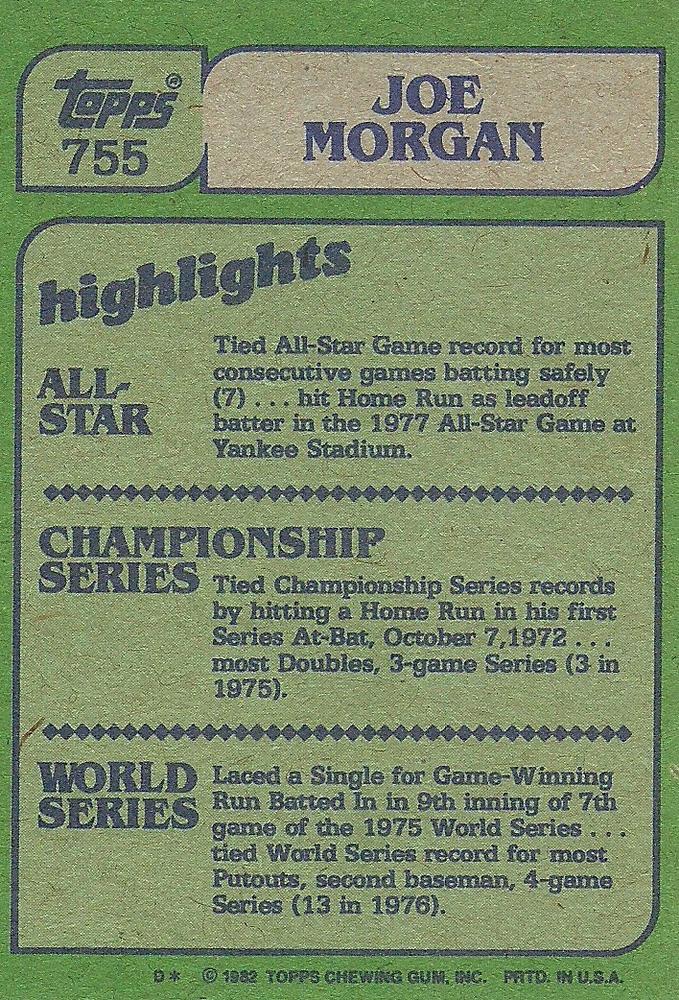 topps®
755
JOE
MORGAN
highlights
ALL-
STAR
Tied All-Star Game record for most
consecutive games batting safely
(7) . . . hit Home Run as leadoff
batter in the 1977 All-Star Game at
Yankee Stadium.
CHAMPIONSHIP
SERIES
Tied Championship Series records
by hitting a Home Run in his first
Series At-Bat, October 7,1972 . . .
most Doubles, 3-game Series (3 in
1975).
WORLD
SERIES
Laced a Single for Game-Winning
Run Batted In in 9th inning of 7th
game of the 1975 World Series . . .
tied World Series record for most
Putouts, second baseman, 4-game
Series (13 in 1976).
D* © 1982 TOPPS CHEWING GUM, INC. PRTD. IN U.S.A.